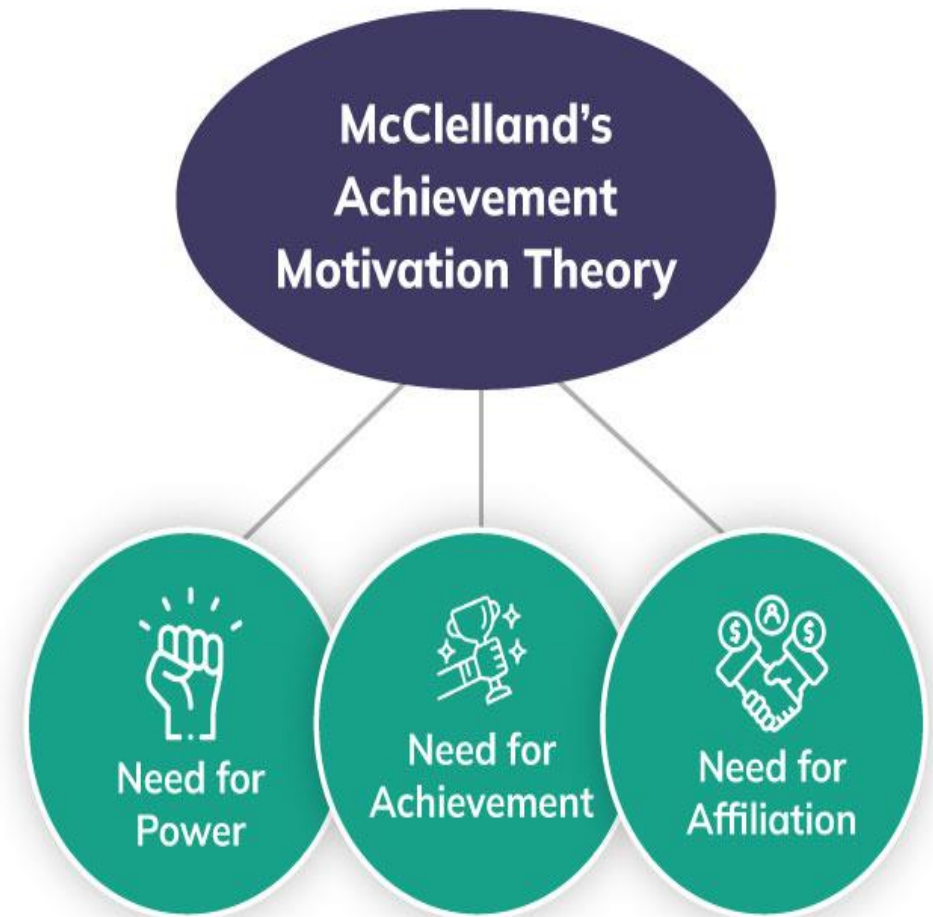 McClelland's
Achievement
Motivation Theory
Need for
Power
Need for
Achievement
$
$
Need for
Affiliation